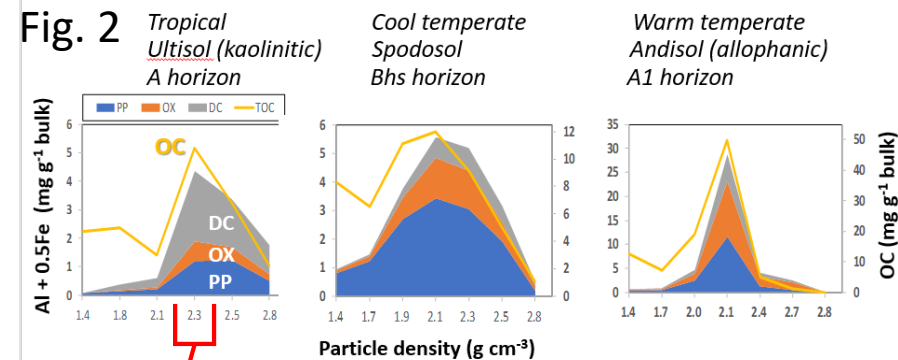 Fig. 2
Tropical
Ultisol (kaolinitic)
A horizon
Cool temperate
Spodosol
Bhs horizon
Warm temperate
Andisol (allophanic)
A1 horizon
PP OX DC TOC
Al + 0.5Fe (mg g-1 bulk)
6
5
4
3
2
1
0
OC
DC
OX
PP
1.4 1.8 2.1 2.3 2.5 2.8
6
5
4
3
2
1
0
12
10
8
6
4
2
0
1.4 1.7 1.9 2.1 2.3 2.5 2.8
35
30
25
20
15
10
5
0
50
40
30
20
10
0
1.4 1.7 2.0 2.1 2.4 2.7 2.8
OC (mg g-1 bulk)
Particle density (g cm-3)